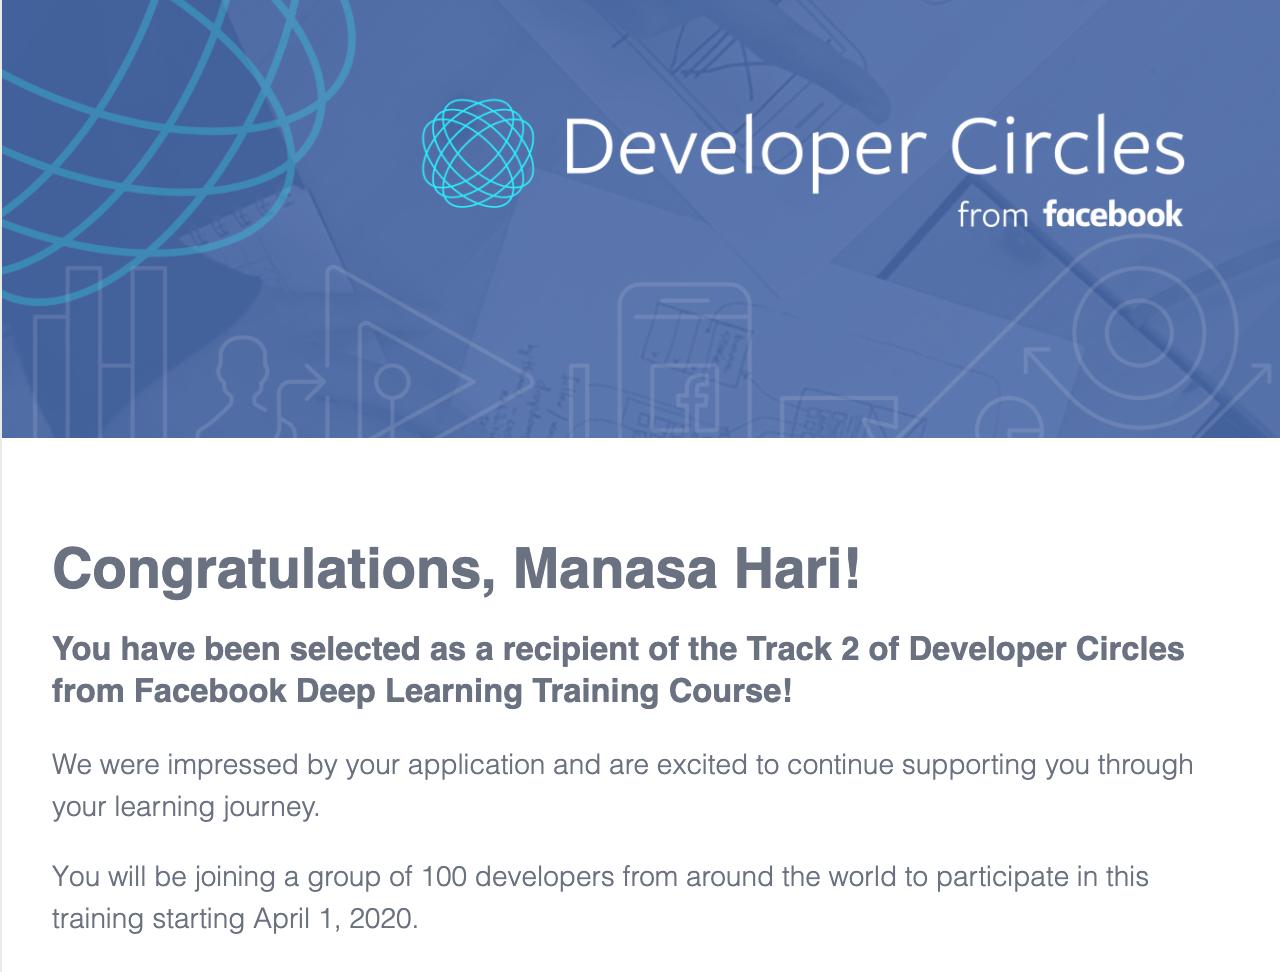 Developer Circles
from facebook
Congratulations, Manasa Hari!
You have been selected as a recipient of the Track 2 of Developer Circles
from Facebook Deep Learning Training Course!
We were impressed by your application and are excited to continue supporting you through
your learning journey.
You will be joining a group of 100 developers from around the world to participate in this
training starting April 1, 2020.